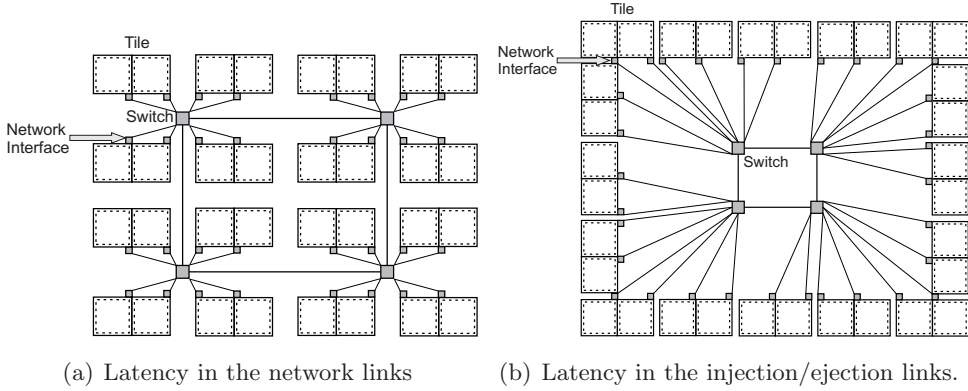 Tile
Switch
Network
Interface
(a) Latency in the network links
Tile
Network
Interface
Switch
(b) Latency in the injection/ejection links.